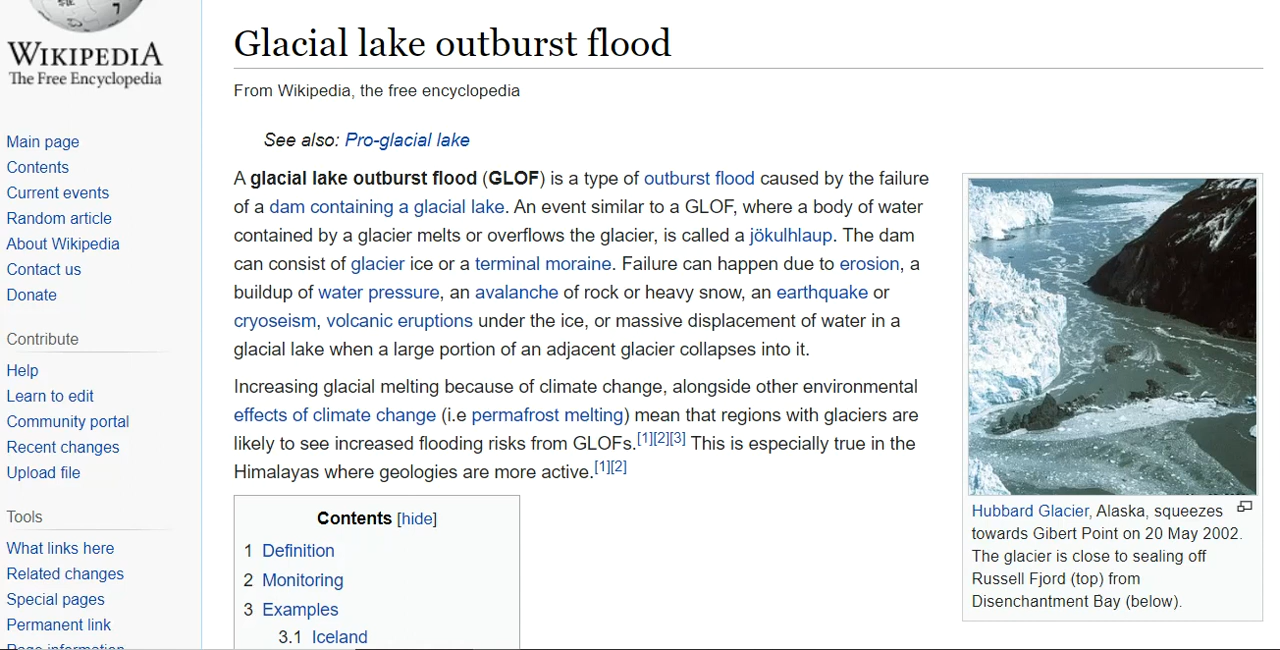 WIKIPEDIA
The Free Encyclopedia
Main page
Contents
Current events
Random article
About Wikipedia
Contact us
Donate
Contribute
Help
Learn to edit
Community portal
Recent changes
Upload file
Tools
What links here
Related changes
Special pages
Permanent link
Page information
Glacial lake outburst flood
From Wikipedia, the free encyclopedia
See also: Pro-glacial lake
A glacial lake outburst flood (GLOF) is a type of outburst flood caused by the failure
of a dam containing a glacial lake. An event similar to a GLOF, where a body of water
contained by a glacier melts or overflows the glacier, is called a jökulhlaup. The dam
can consist of glacier ice or a terminal moraine. Failure can happen due to erosion, a
buildup of water pressure, an avalanche of rock or heavy snow, an earthquake or
cryoseism, volcanic eruptions under the ice, or massive displacement of water in a
glacial lake when a large portion of an adjacent glacier collapses into it.
Increasing glacial melting because of climate change, alongside other environmental
effects of climate change (i.e permafrost melting) mean that regions with glaciers are
likely to see increased flooding risks from GLOFs.[1][2][3] This is especially true in the
Himalayas where geologies are more active.[1][2]
Contents [hide]
1 Definition
2 Monitoring
3 Examples
3.1 Iceland
Hubbard Glacier, Alaska, squeezes
towards Gibert Point on 20 May 2002.
The glacier is close to sealing off
Russell Fjord (top) from
Disenchantment Bay (below).